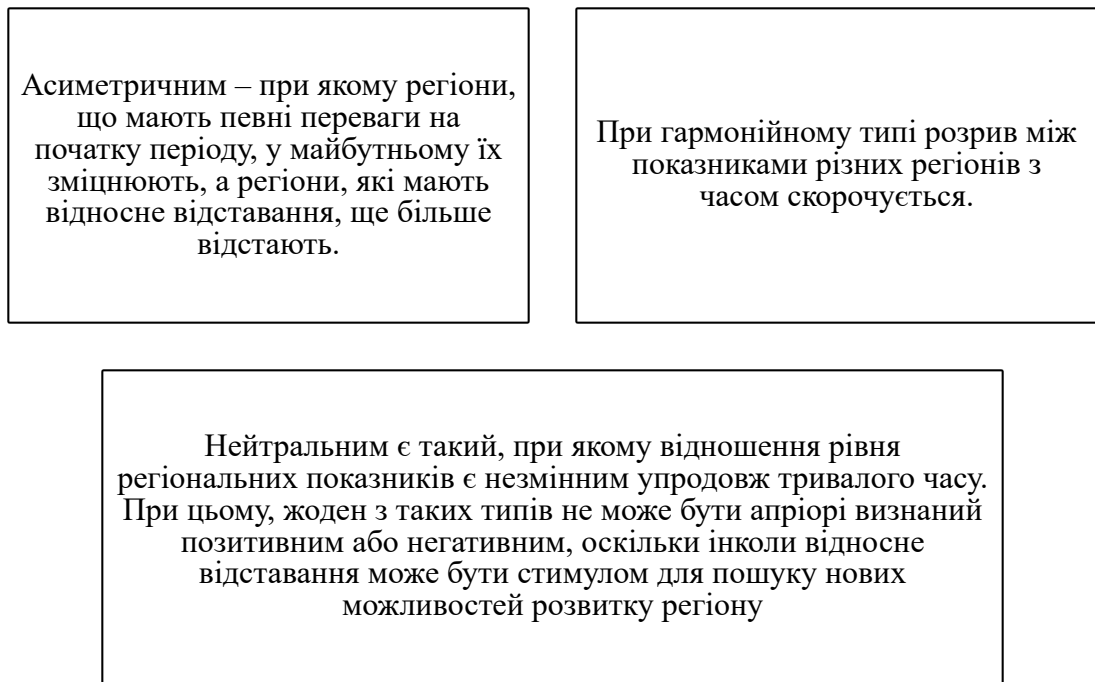 Асиметричним – при якому регіони,
що мають певні переваги на
початку періоду, у майбутньому їх
зміцнюють, а регіони, які мають
відносне відставання, ще більше
відстають.
При гармонійному типі розрив між
показниками різних регіонів з
часом скорочується.
Нейтральним є такий, при якому відношення рівня
регіональних показників є незмінним упродовж тривалого часу.
При цьому, жоден з таких типів не може бути апріорі визнаний
позитивним або негативним, оскільки інколи відносне
відставання може бути стимулом для пошуку нових
можливостей розвитку регіону